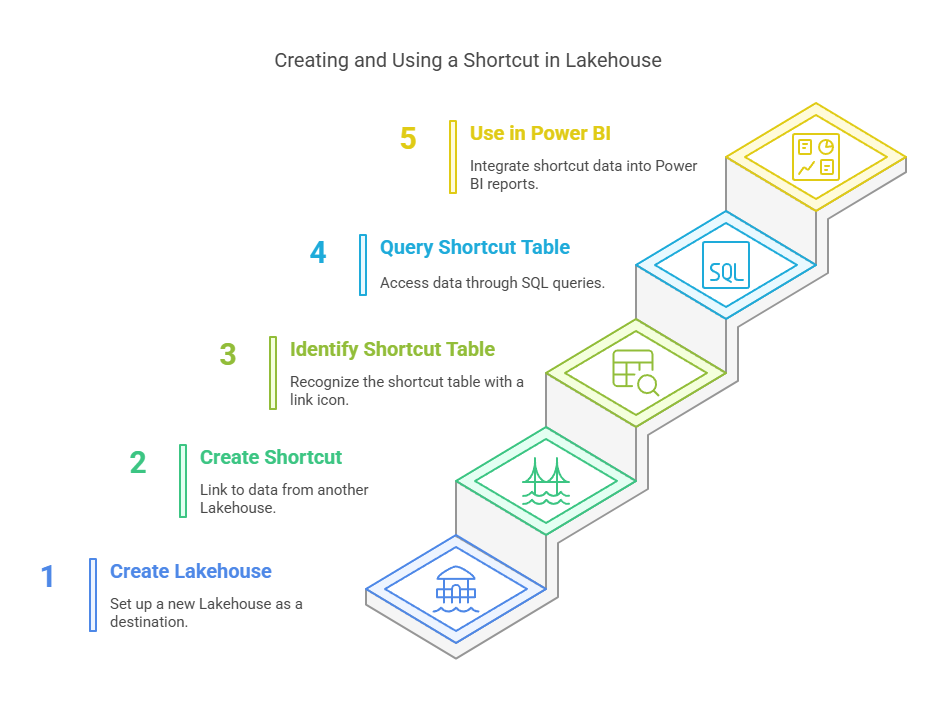 Creating and Using a Shortcut in Lakehouse
5
Use in Power BI
Integrate shortcut data into Power
BI reports.
4
Query Shortcut Table
Access data through SQL queries.
SQL
3
Identify Shortcut Table
Recognize the shortcut table with a
link icon.
2
Create Shortcut
Link to data from another
Lakehouse.
1
Create Lakehouse
Set up a new Lakehouse as a
destination.